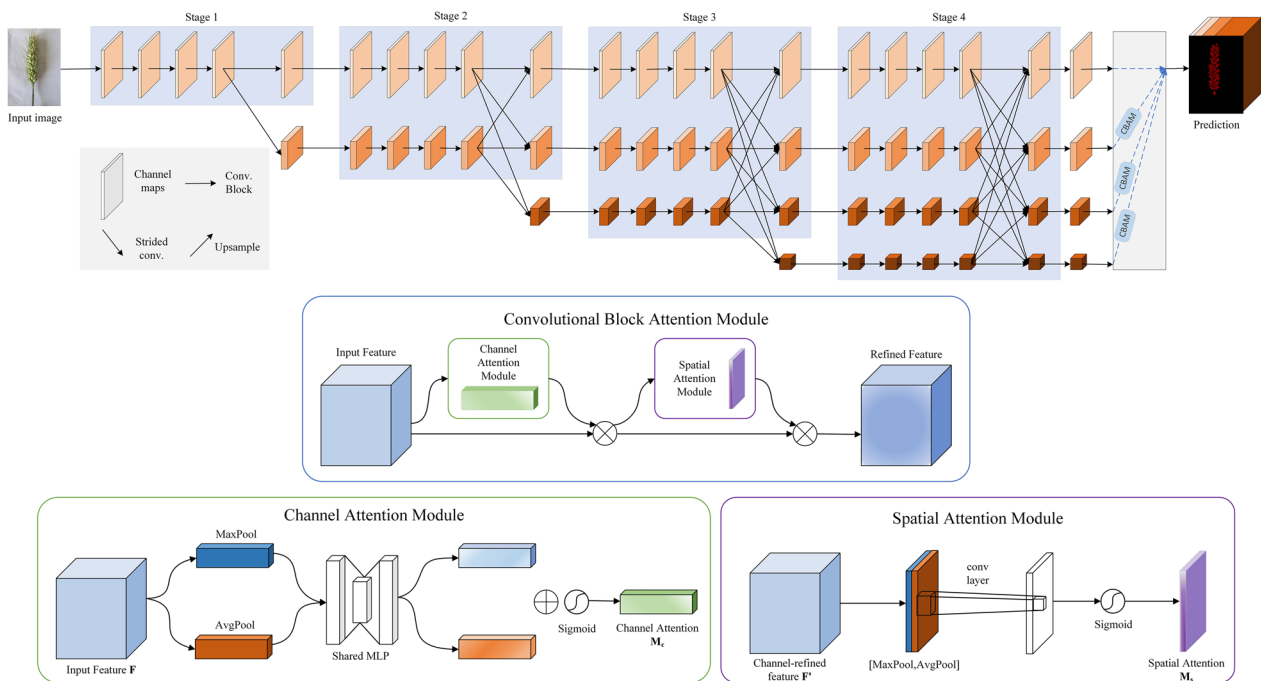 Stage 1
Stage 2
Stage 3
Stage 4
Input image
Prediction
CBAM
CBAM
CBAM
Channel
maps
Conv.
Block
Strided
conv.
Upsample
Convolutional Block Attention Module
Input Feature
Channel
Attention
Module
Spatial
Attention
Module
Refined Feature
Channel Attention Module
MaxPool
AvgPool
Input Feature F
Shared MLP
Sigmoid
Channel Attention
Mc
Spatial Attention Module
conv
layer
Channel-refined
feature F'
[MaxPool,AvgPool]
Sigmoid
Spatial Attention
Ms